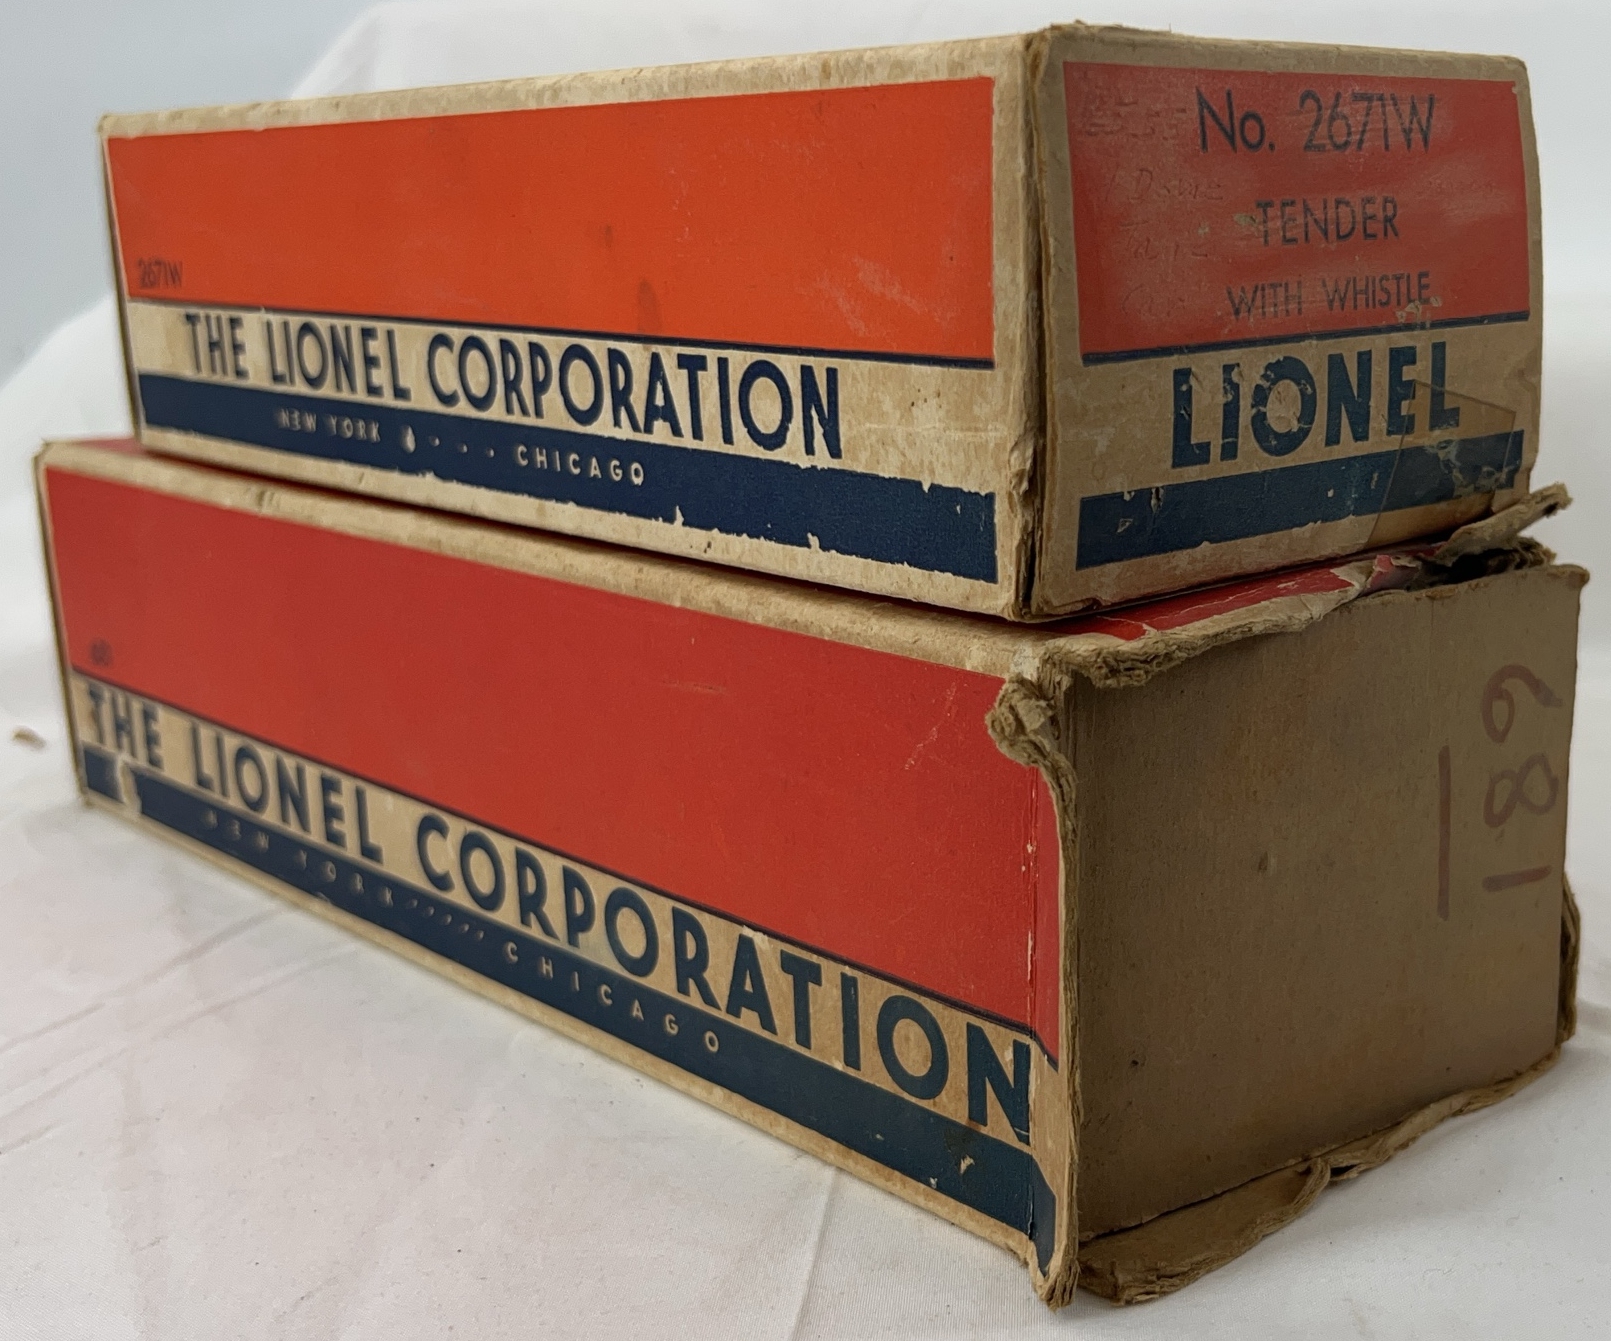 2671W
THE LIONEL CORPORATION
NEW YORK CHICAGO
No. 2671W
TENDER
WITH WHISTLE
LIONEL
THE LIONEL CORPORATION
NEW YORK CHICAGO
189